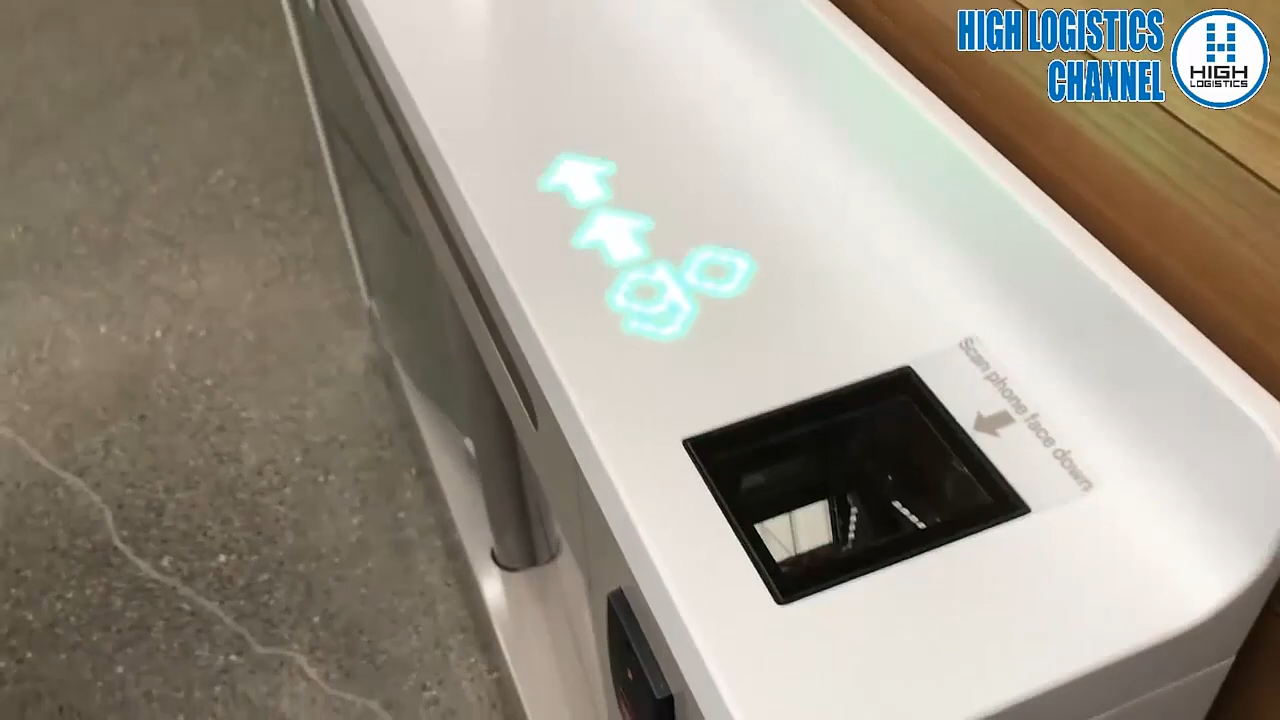 HIGH LOGISTICS
CHANNEL
HIGH
LOGISTICS
go
Scan phone face down